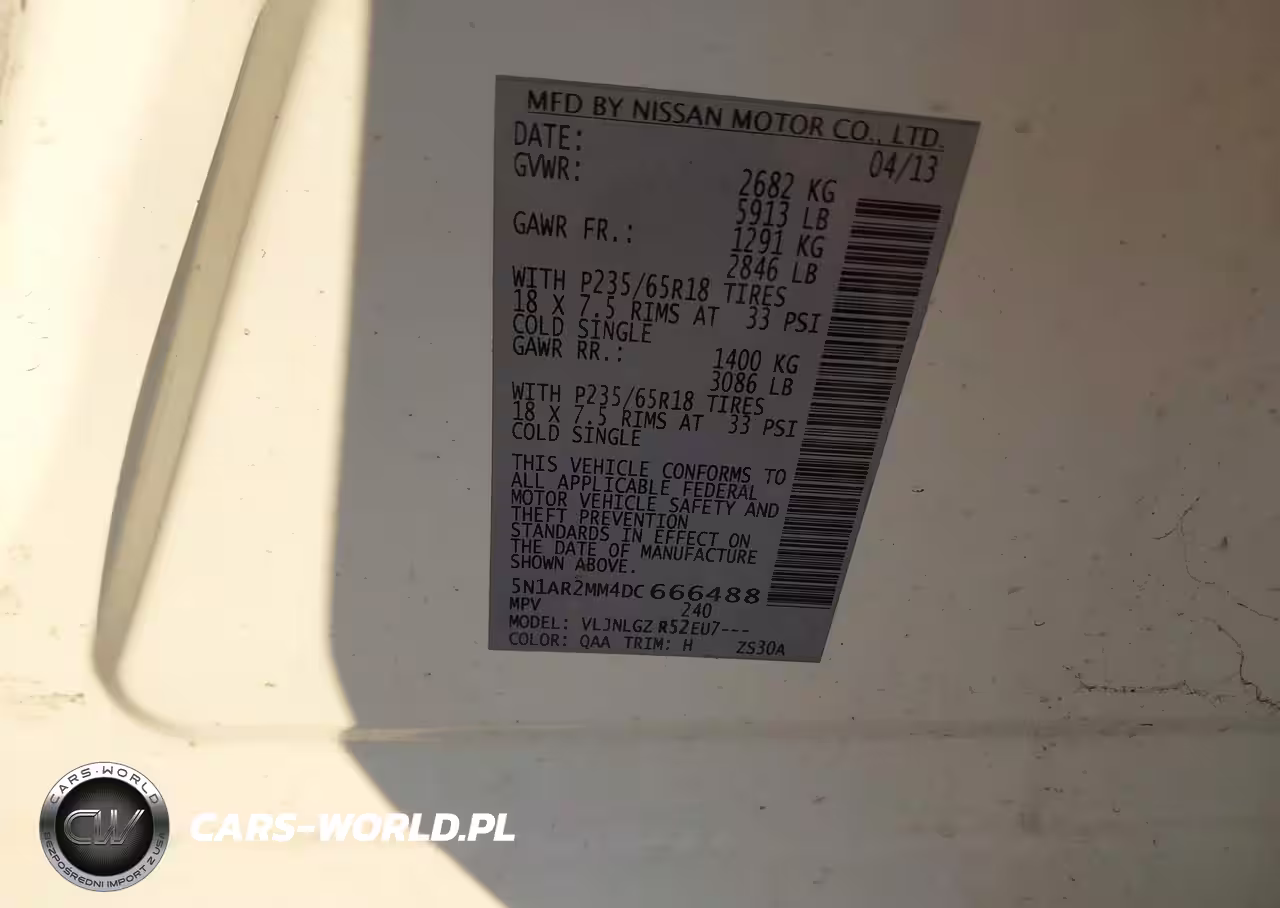 MFD BY NISSAN MOTOR CO., LTD.
DATE: 04/13
GVWR: 2682 KG
5913 LB
GAWR FR.: 1291 KG
2846 LB
WITH P235/65R18 TIRES
18 X 7.5 RIMS AT 33 PSI
COLD SINGLE
GAWR RR.: 1400 KG
3086 LB
WITH P235/65R18 TIRES
18 X 7.5 RIMS AT 33 PSI
COLD SINGLE
THIS VEHICLE CONFORMS TO
ALL APPLICABLE FEDERAL
MOTOR VEHICLE SAFETY AND
THEFT PREVENTION
STANDARDS IN EFFECT ON
THE DATE OF MANUFACTURE
SHOWN ABOVE.
5N1AR2MM4DC666488
MPV 240
MODEL: VLJNLGZ R52EU7---
COLOR: QAA TRIM: H ZS30A
CARS-WORLD
CW
BEZPOŚREDNI IMPORT Z USA
CARS-WORLD.PL